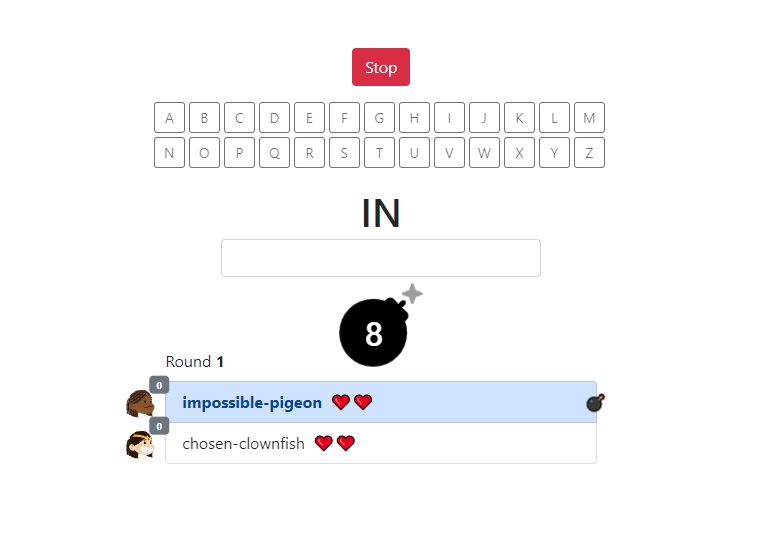 Stop
A B C D E F G H I J K L M
N O P Q R S T U V W X Y Z
IN
8
Round 1
0
impossible-pigeon
0
chosen-clownfish